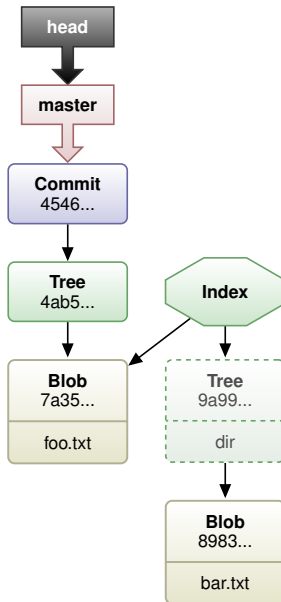 head
master
Commit
4546...
Tree
4ab5...
Index
Blob
7a35...
foo.txt
Tree
9a99...
dir
Blob
8983...
bar.txt